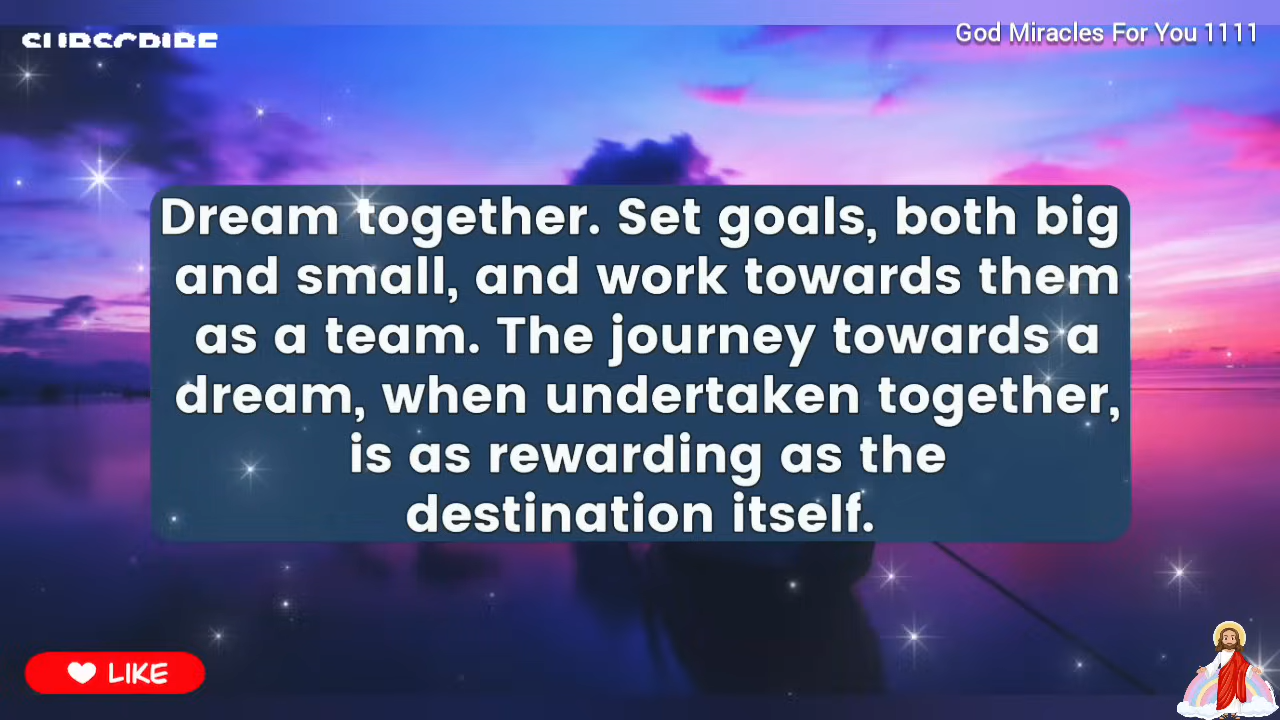 SUBSCRIBE
God Miracles For You 1111
Dream together. Set goals, both big
and small, and work towards them
as a team. The journey towards a
dream, when undertaken together,
is as rewarding as the
destination itself.
LIKE